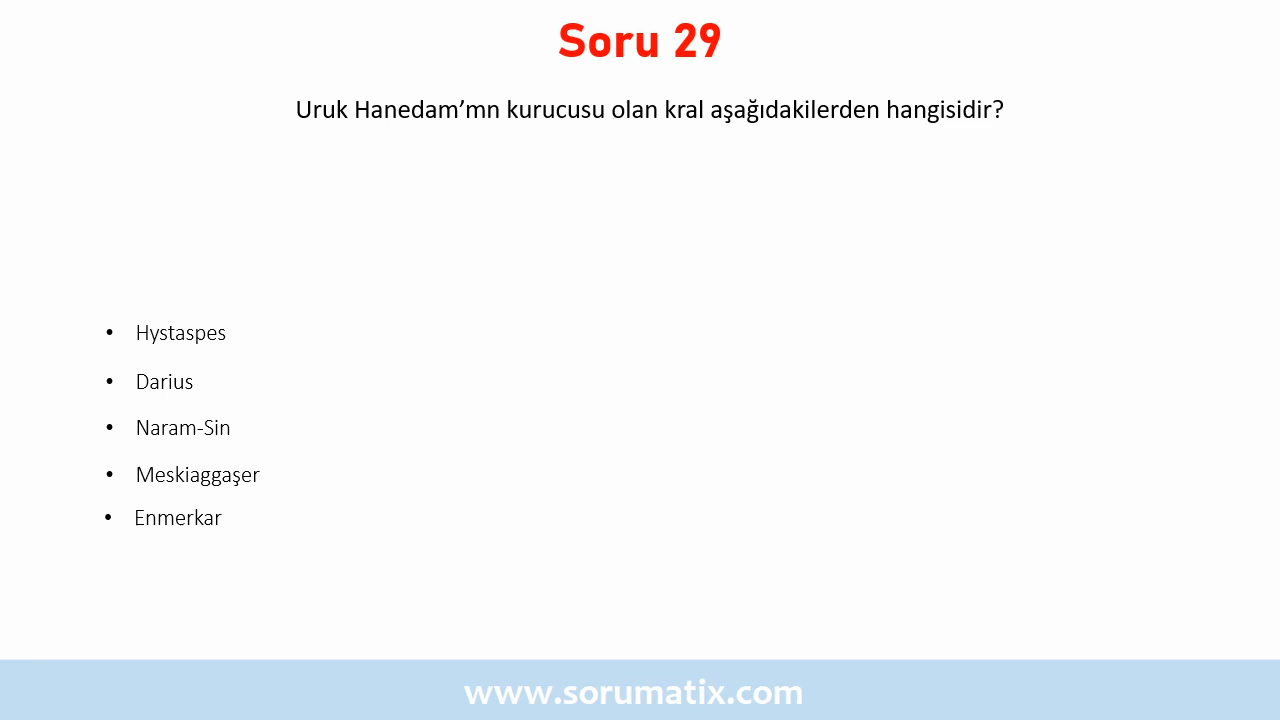 Soru 29
Uruk Hanedam’mn kurucusu olan kral aşağıdakilerden hangisidir?
• Hystaspes
• Darius
• Naram-Sin
• Meskiaggaşer
• Enmerkar
www.sorumatix.com